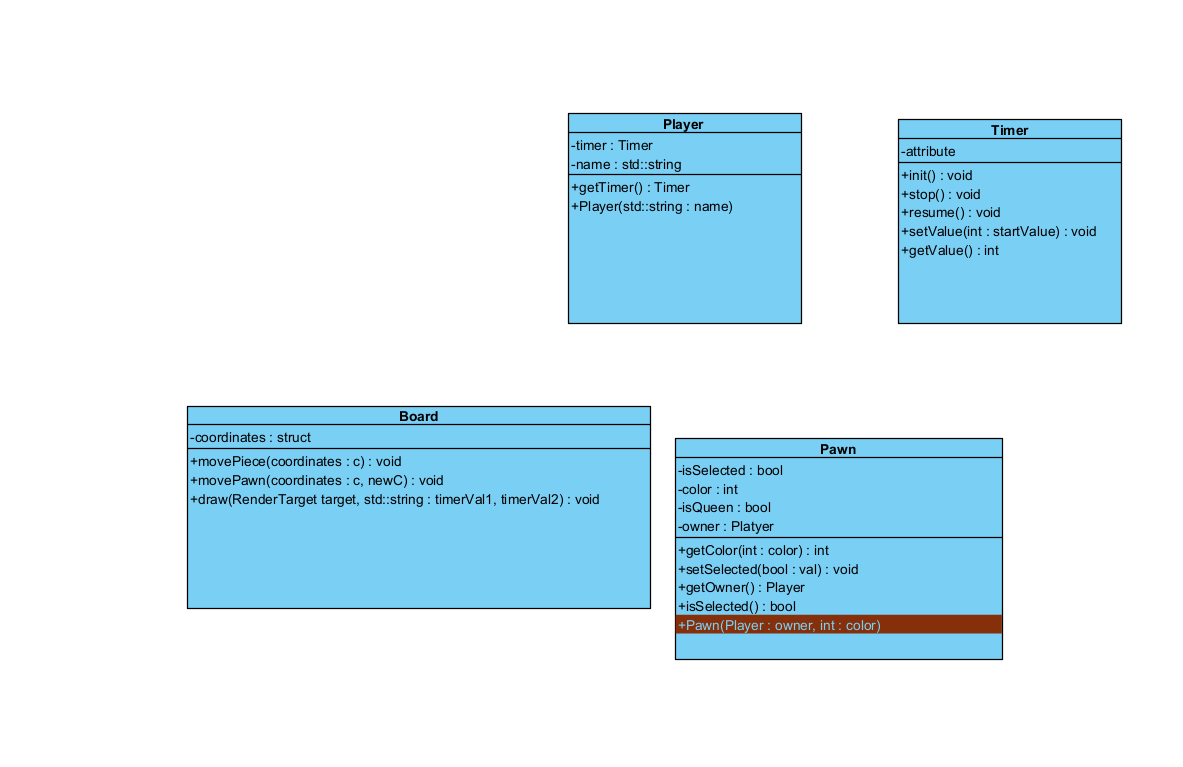 Player
-timer : Timer
-name : std::string
+getTimer() : Timer
+Player(std::string : name)
Timer
-attribute
+init() : void
+stop() : void
+resume() : void
+setValue(int : startValue) : void
+getValue() : int
Board
-coordinates : struct
+movePiece(coordinates : c) : void
+movePawn(coordinates : c, newC) : void
+draw(RenderTarget target, std::string : timerVal1, timerVal2) : void
Pawn
-isSelected : bool
-color : int
-isQueen : bool
-owner : Platyer
+getColor(int : color) : int
+setSelected(bool : val) : void
+getOwner() : Player
+isSelected() : bool
+Pawn(Player : owner, int : color)